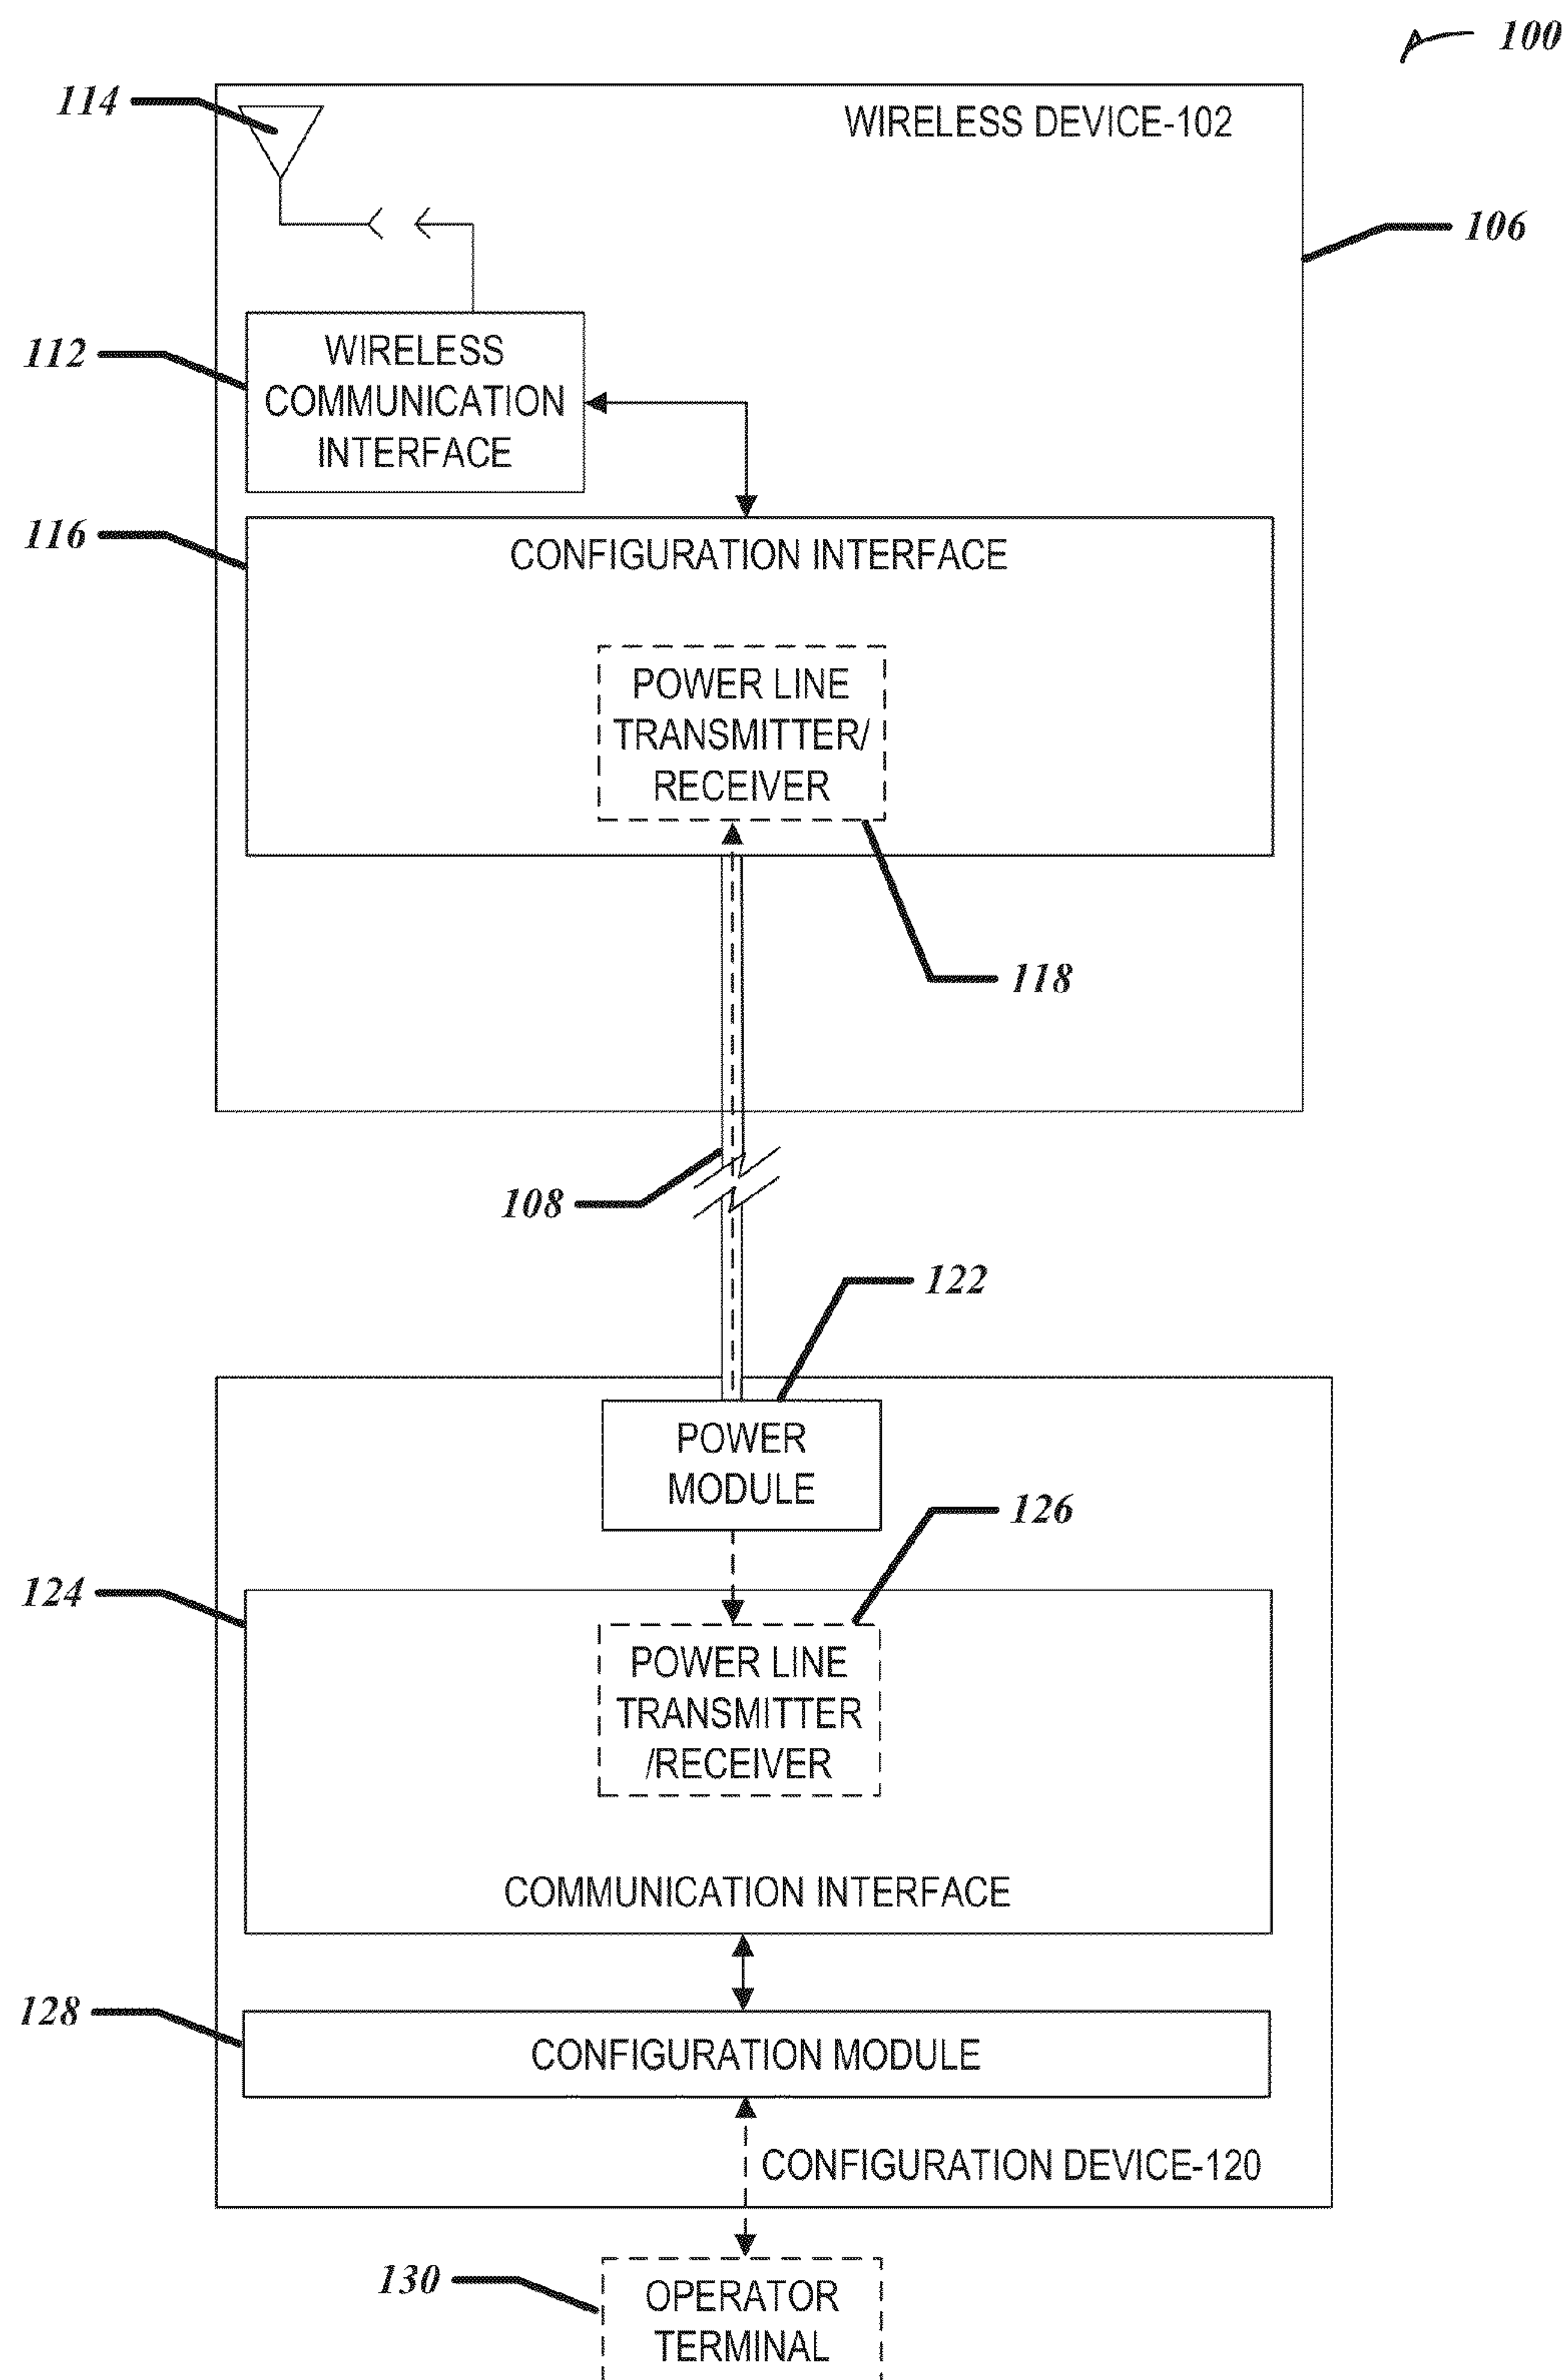 100
114
WIRELESS DEVICE-102
106
112
WIRELESS
COMMUNICATION
INTERFACE
116
CONFIGURATION INTERFACE
POWER LINE
TRANSMITTER/
RECEIVER
118
108
122
POWER
MODULE
126
124
POWER LINE
TRANSMITTER
/RECEIVER
COMMUNICATION INTERFACE
128
CONFIGURATION MODULE
CONFIGURATION DEVICE-120
130
OPERATOR
TERMINAL